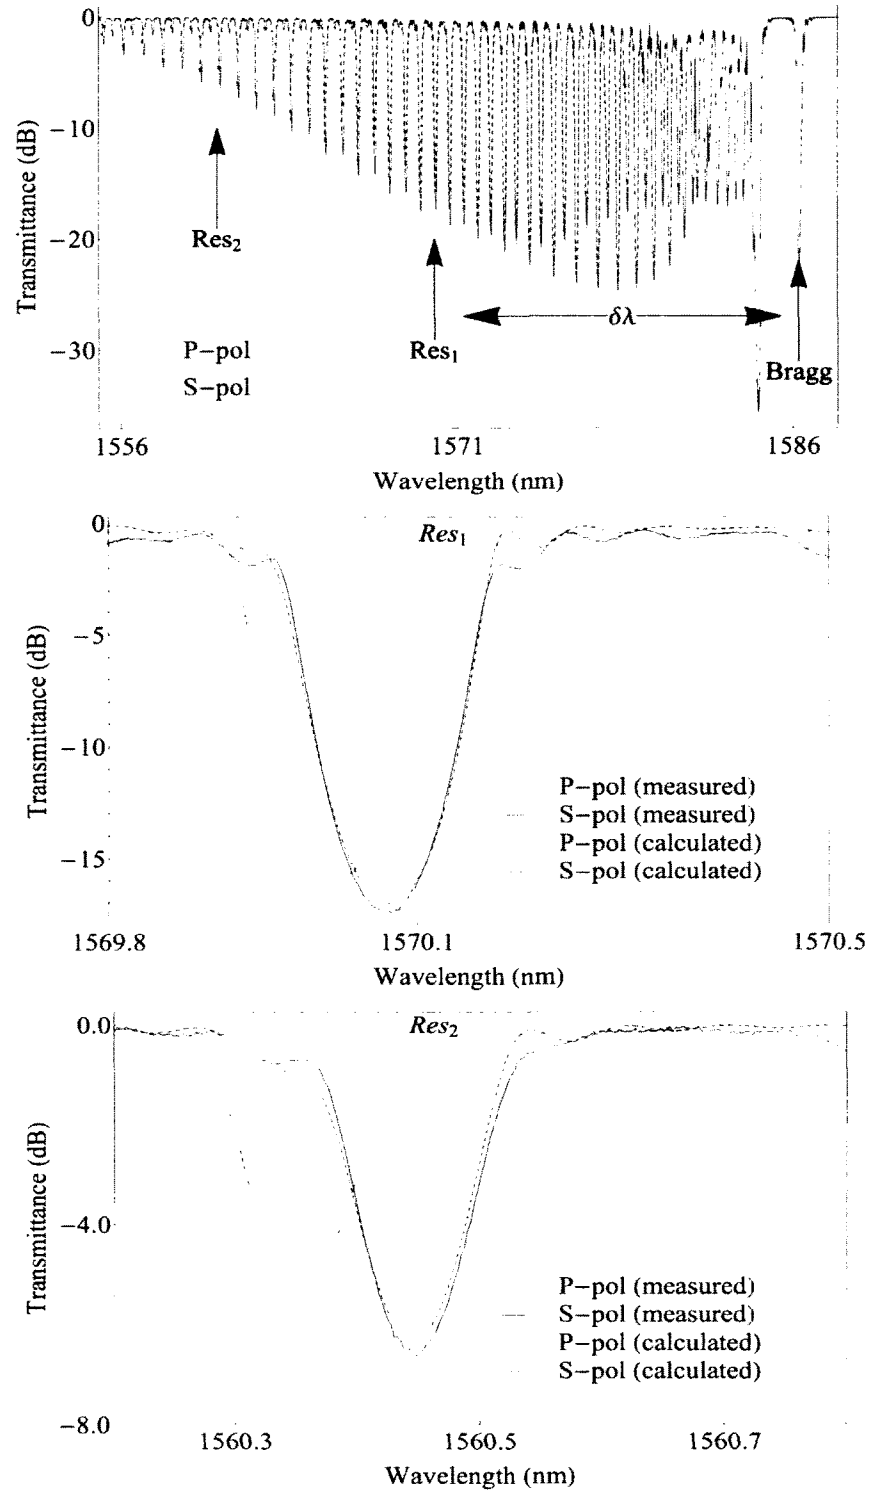 0
−10
−20
−30
Transmittance (dB)
Res2
Res1
δλ
Bragg
P−pol
S−pol
1556
1571
1586
Wavelength (nm)
Res1
0
−5
−10
−15
Transmittance (dB)
P−pol (measured)
S−pol (measured)
P−pol (calculated)
S−pol (calculated)
1569.8
1570.1
1570.5
Wavelength (nm)
Res2
0.0
−4.0
−8.0
Transmittance (dB)
P−pol (measured)
S−pol (measured)
P−pol (calculated)
S−pol (calculated)
1560.3
1560.5
1560.7
Wavelength (nm)